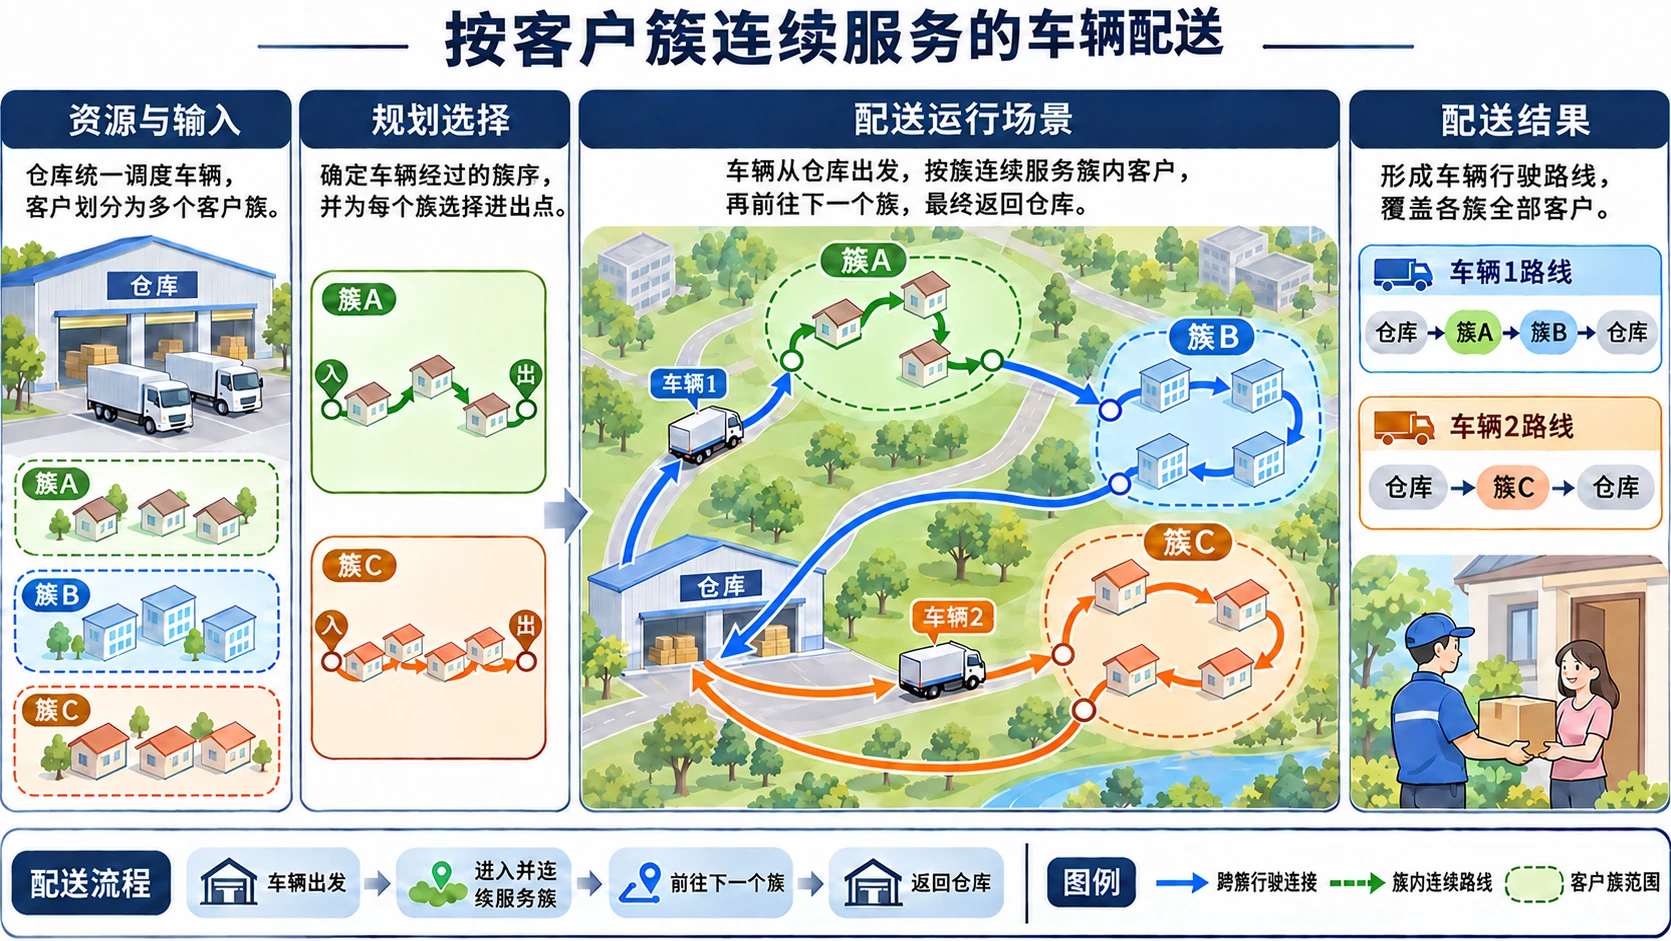 按客户簇连续服务的车辆配送
资源与输入
仓库统一调度车辆，
客户划分为多个客户族。
仓库
簇A
簇B
簇C
规划选择
确定车辆经过的族序，
并为每个族选择进出点。
簇A
入
出
簇C
入
出
配送运行场景
车辆从仓库出发，按族连续服务簇内客户，
再前往下一个族，最终返回仓库。
簇A
簇B
车辆1
簇C
仓库
车辆2
配送结果
形成车辆行驶路线，
覆盖各族全部客户。
车辆1路线
仓库 簇A 簇B 仓库
车辆2路线
仓库 簇C 仓库
配送流程
车辆出发
进入并连
续服务族
前往下一个族
返回仓库
图例
跨簇行驶连接
族内连续路线
客户族范围